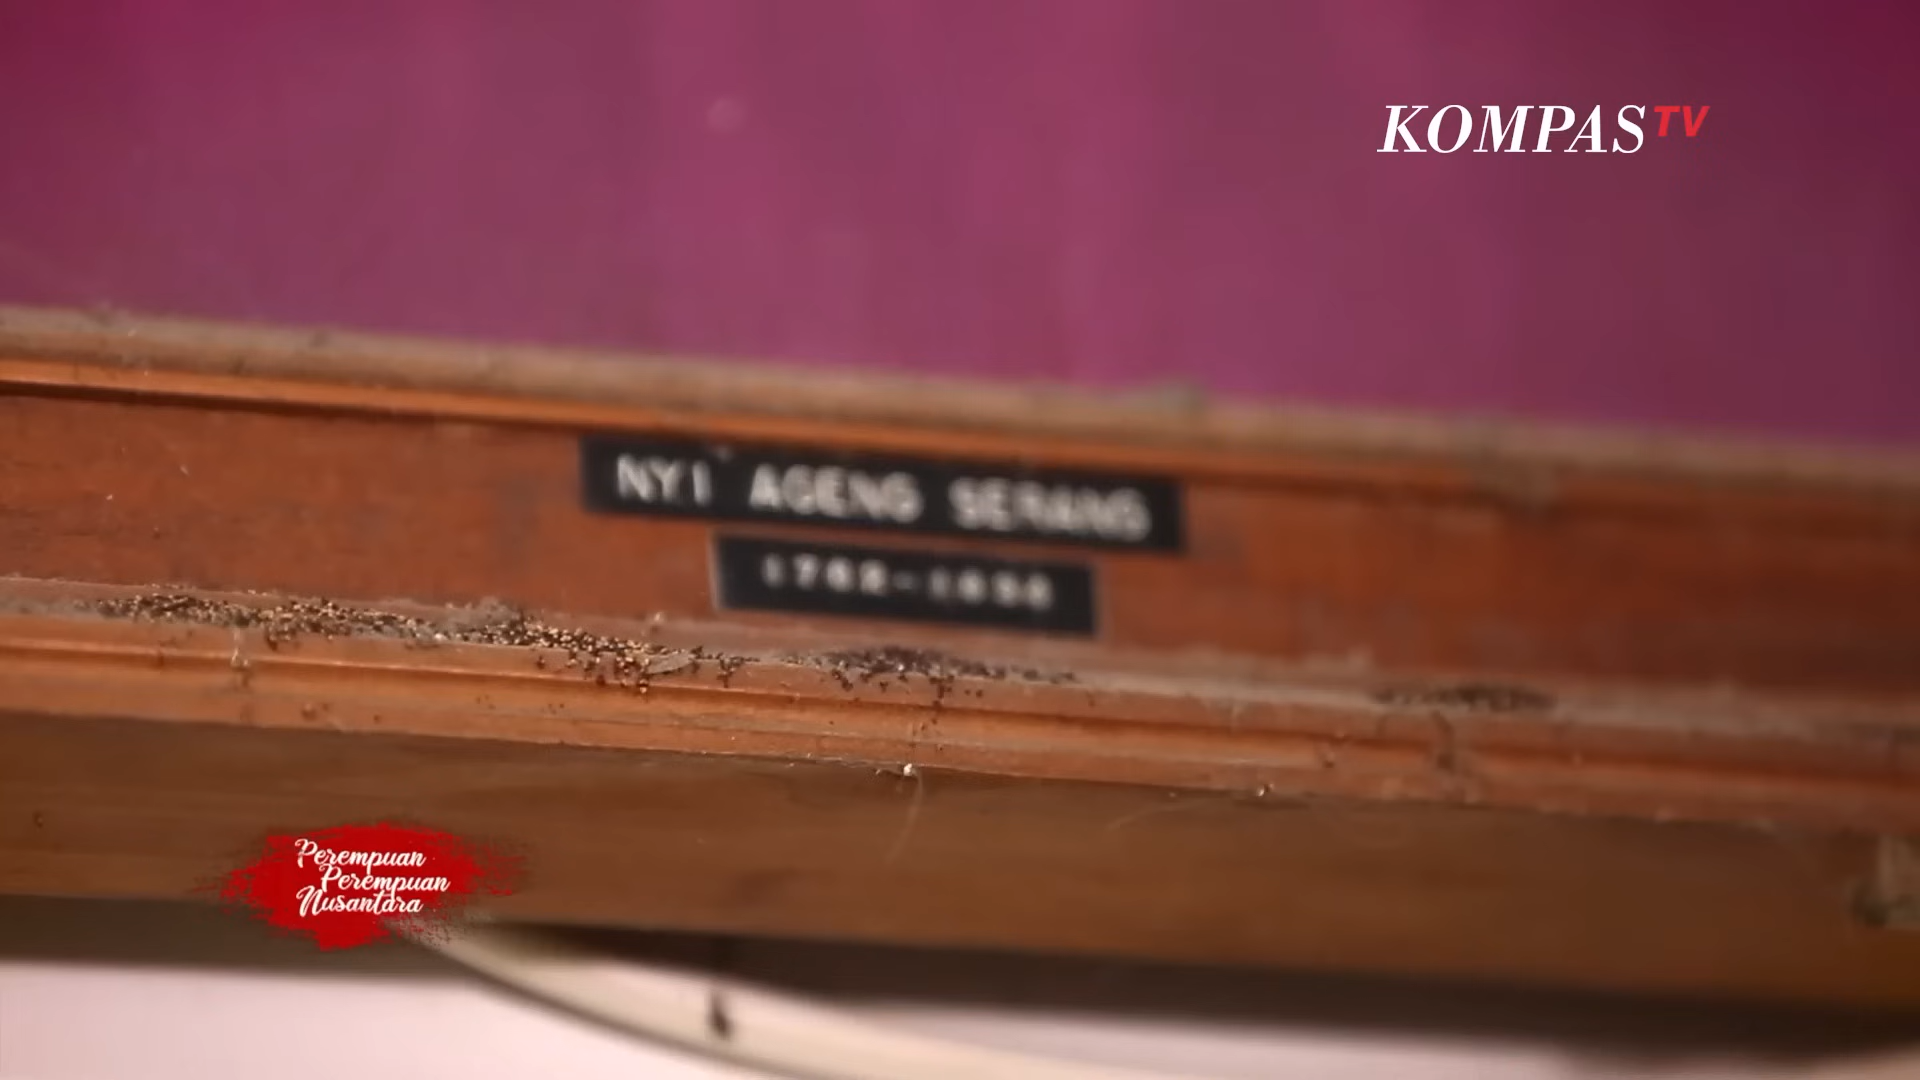 KOMPAS TV
NYI AGENG SERANG
Perempuan
Perempuan
Nusantara